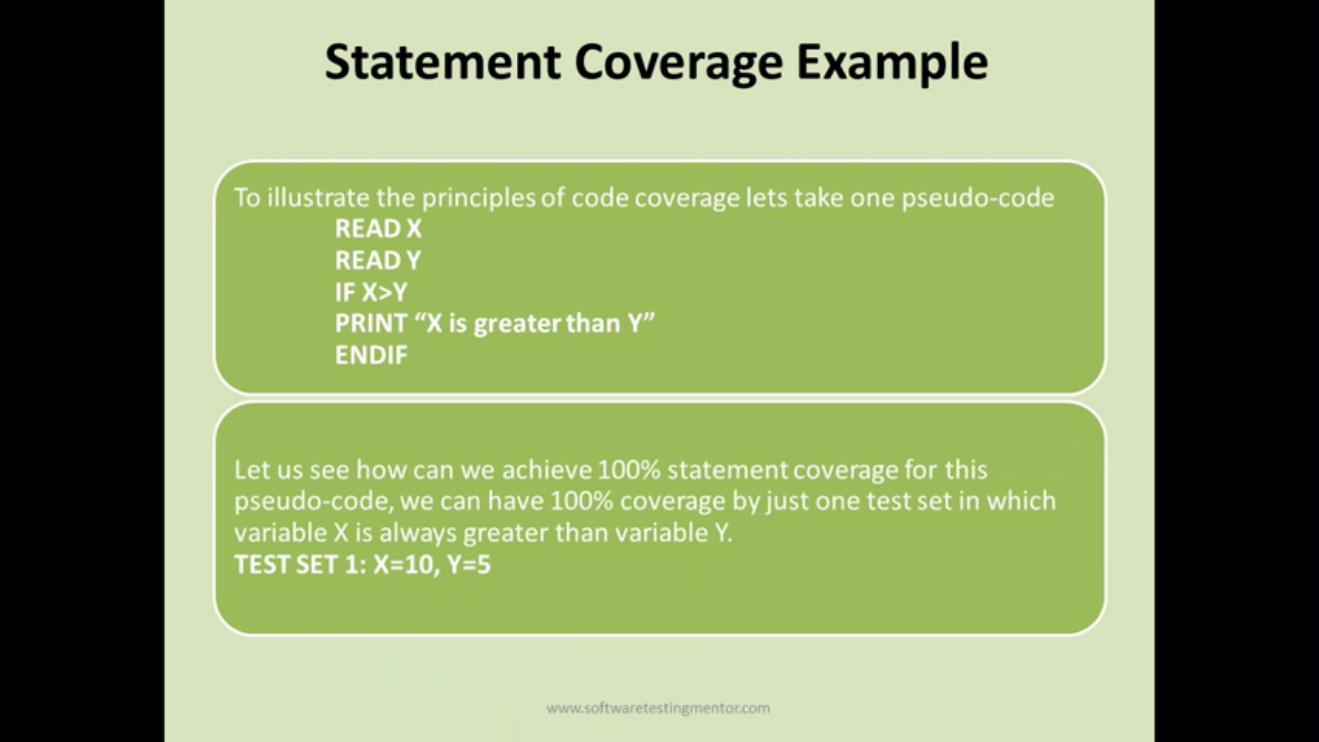 Statement Coverage Example
To illustrate the principles of code coverage lets take one pseudo-code
READ X
READ Y
IF X>Y
PRINT “X is greater than Y”
ENDIF
Let us see how can we achieve 100% statement coverage for this
pseudo-code, we can have 100% coverage by just one test set in which
variable X is always greater than variable Y.
TEST SET 1: X=10, Y=5
www.softwaretestingmentor.com